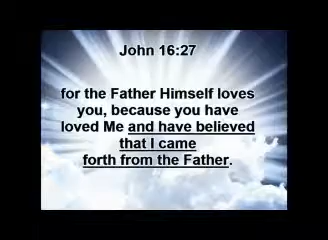 John 16:27
for the Father Himself loves
you, because you have
loved Me and have believed
that I came
forth from the Father.